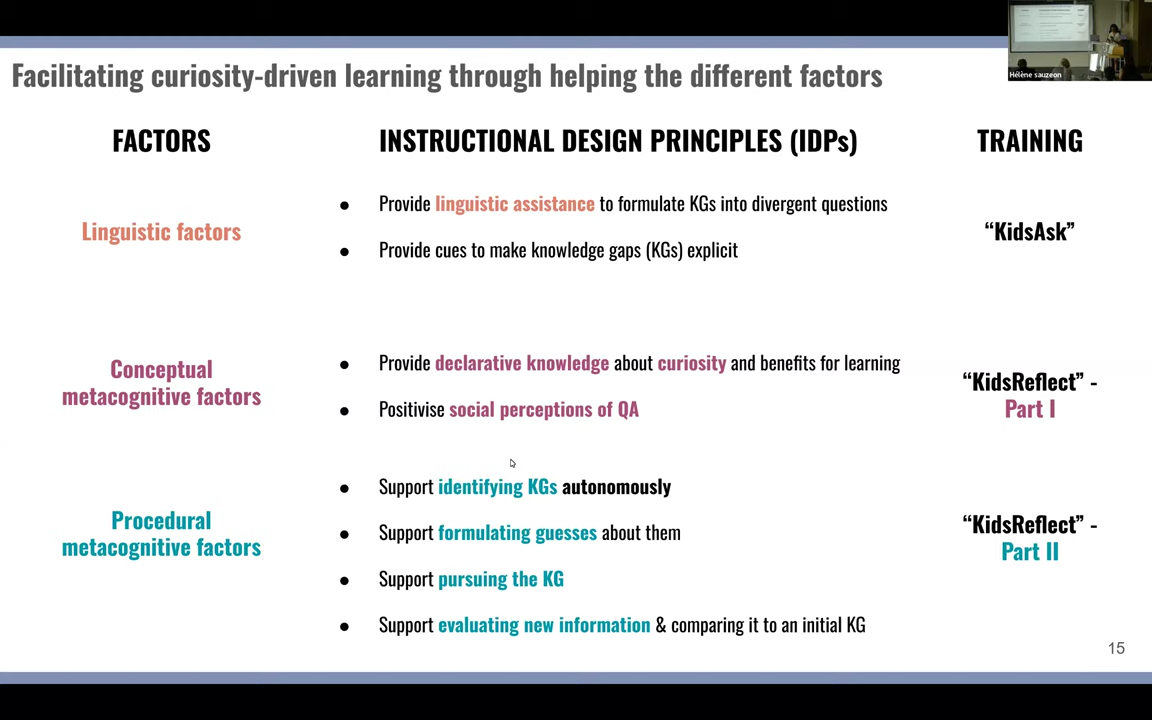 Facilitating curiosity-driven learning through helping the different factors
Hélène sauzeon
FACTORS
INSTRUCTIONAL DESIGN PRINCIPLES (IDPs)
TRAINING
Linguistic factors
● Provide linguistic assistance to formulate KGs into divergent questions
● Provide cues to make knowledge gaps (KGs) explicit
“KidsAsk”
Conceptual
metacognitive factors
● Provide declarative knowledge about curiosity and benefits for learning
● Positivise social perceptions of QA
“KidsReflect” -
Part I
Procedural
metacognitive factors
● Support identifying KGs autonomously
● Support formulating guesses about them
● Support pursuing the KG
● Support evaluating new information & comparing it to an initial KG
“KidsReflect” -
Part II
15